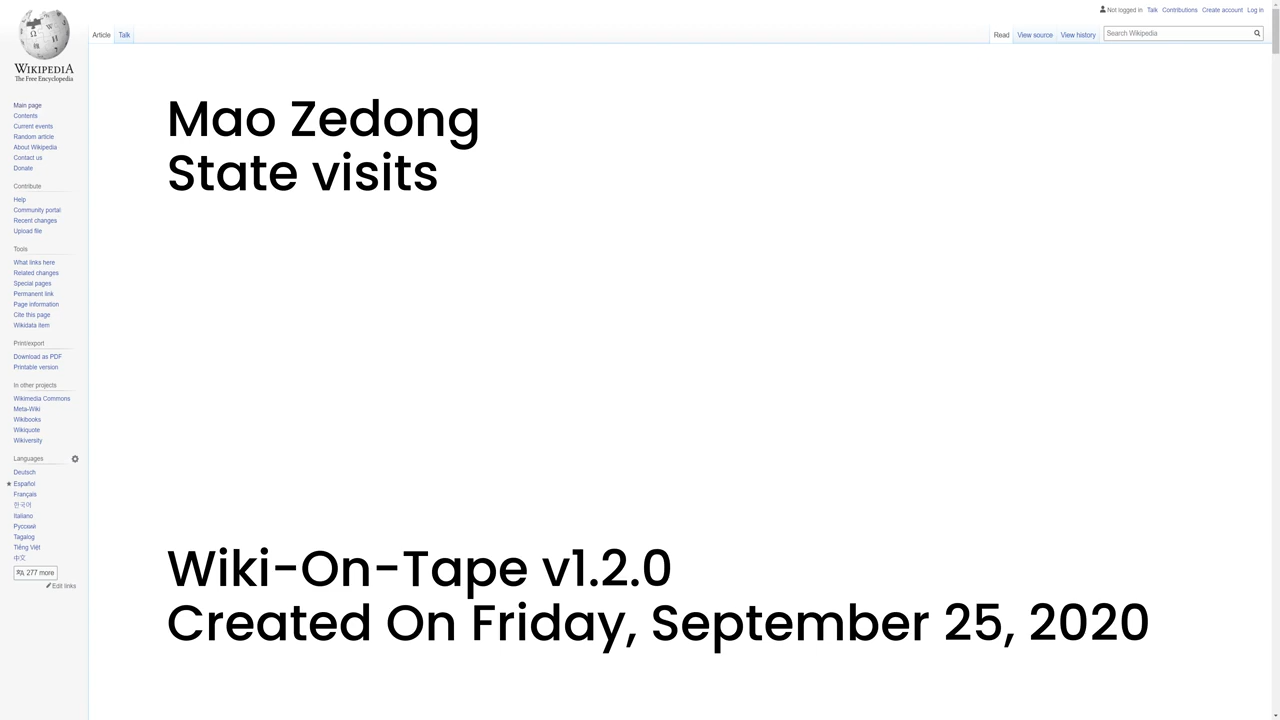 Not logged in Talk Contributions Create account Log in
Article Talk Read View source View history Search Wikipedia
WIKIPEDIA
The Free Encyclopedia
Main page
Contents
Current events
Random article
About Wikipedia
Contact us
Donate
Contribute
Help
Community portal
Recent changes
Upload file
Tools
What links here
Related changes
Special pages
Permanent link
Page information
Cite this page
Wikidata item
Print/export
Download as PDF
Printable version
In other projects
Wikimedia Commons
Meta-Wiki
Wikibooks
Wikiquote
Wikiversity
Languages
Deutsch
Español
Français
한국어
Italiano
Русский
Tagalog
Tiếng Việt
中文
277 more
Edit links
Mao Zedong
State visits
Wiki-On-Tape v1.2.0
Created On Friday, September 25, 2020